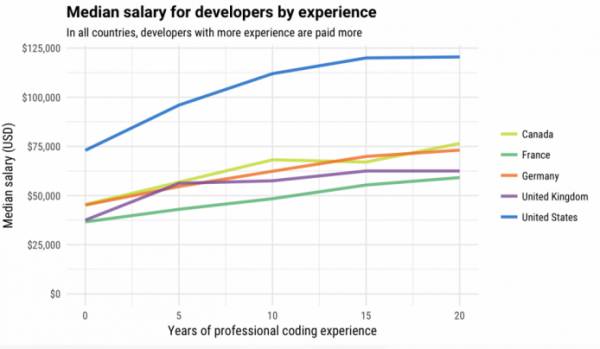 Median salary for developers by experience
In all countries, developers with more experience are paid more
$125,000
$100,000
$75,000
$50,000
$25,000
$0
Median salary (USD)
0 5 10 15 20
Years of professional coding experience
Canada
France
Germany
United Kingdom
United States